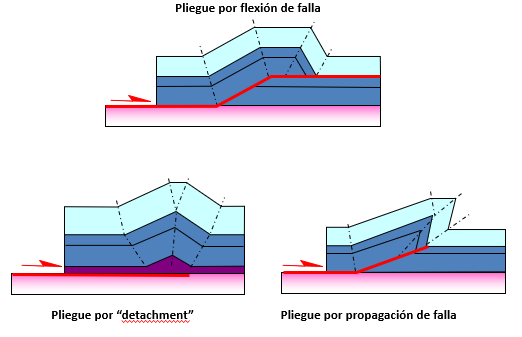 Pliegue por flexión de falla
Pliegue por “detachment”
Pliegue por propagación de falla